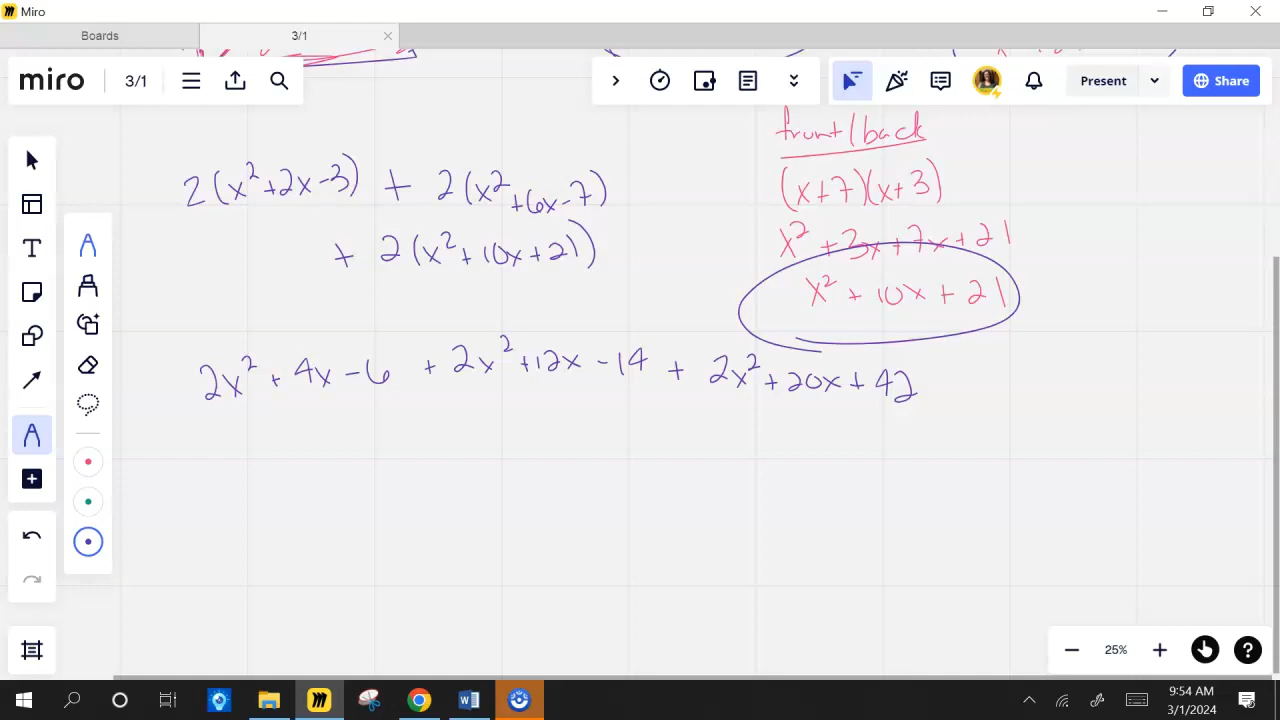 Miro
Boards
3/1
miro
3/1
Present
Share
front/back
2(x²+2x-3) + 2(x²+6x-7)
(x+7)(x+3)
+ 2(x²+10x+21)
x²+3x+7x+21
x²+10x+21
2x²+4x-6 +2x²+12x-14 + 2x²+20x+42
25%
9:54 AM
3/1/2024